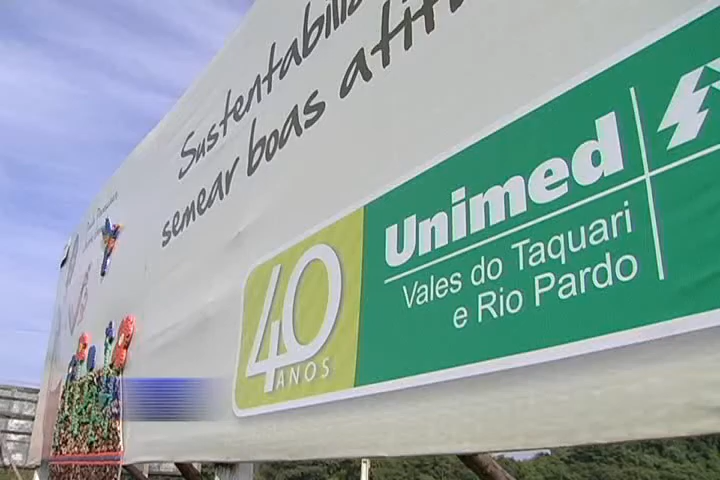 Sustentabili
semear boas atit
Unimed
Vales do Taquari
e Rio Pardo
40
ANOS